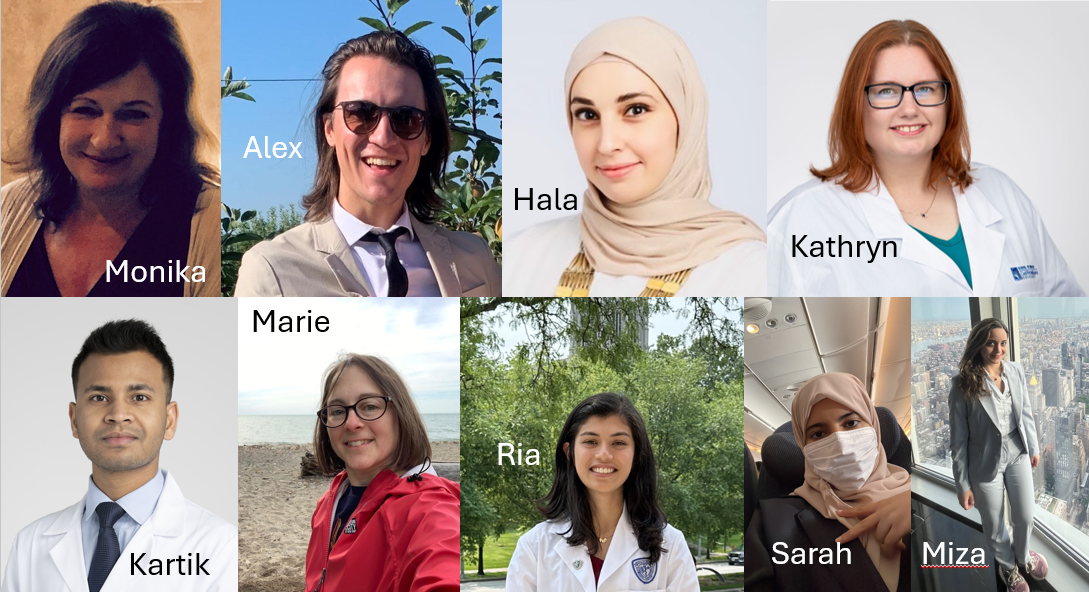 Monika
Alex
Hala
Kathryn
Kartik
Marie
Ria
Sarah
Miza